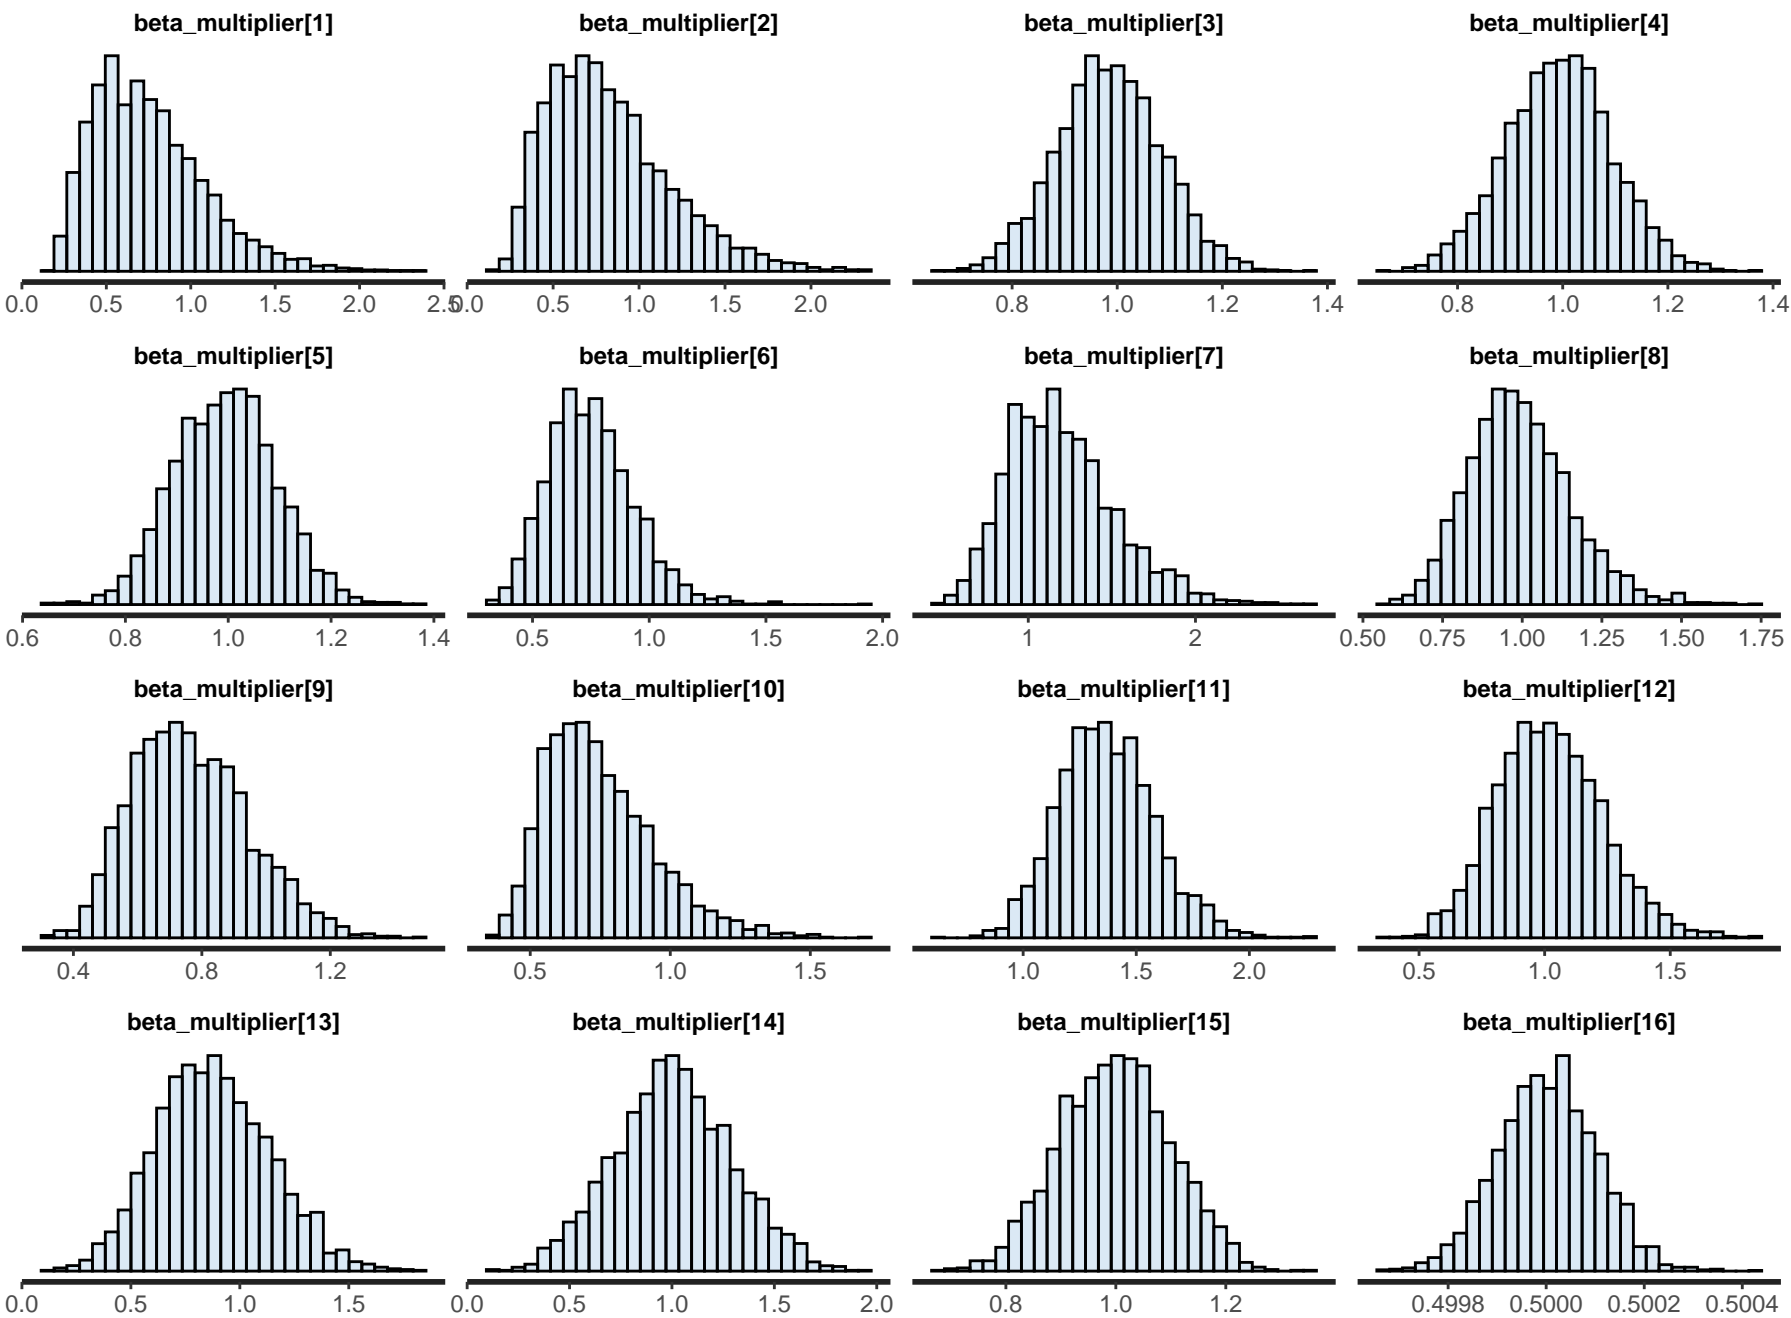 beta_multiplier[1] beta_multiplier[2] beta_multiplier[3] beta_multiplier[4]
0.0 0.5 1.0 1.5 2.0 2.5 0.0 0.5 1.0 1.5 2.0 0.8 1.0 1.2 1.4 0.8 1.0 1.2 1.4
beta_multiplier[5] beta_multiplier[6] beta_multiplier[7] beta_multiplier[8]
0.6 0.8 1.0 1.2 1.4 0.5 1.0 1.5 2.0 1 2 0.50 0.75 1.00 1.25 1.50 1.75
beta_multiplier[9] beta_multiplier[10] beta_multiplier[11] beta_multiplier[12]
0.4 0.8 1.2 0.5 1.0 1.5 1.0 1.5 2.0 0.5 1.0 1.5
beta_multiplier[13] beta_multiplier[14] beta_multiplier[15] beta_multiplier[16]
0.0 0.5 1.0 1.5 0.0 0.5 1.0 1.5 2.0 0.8 1.0 1.2 0.4998 0.5000 0.5002 0.5004